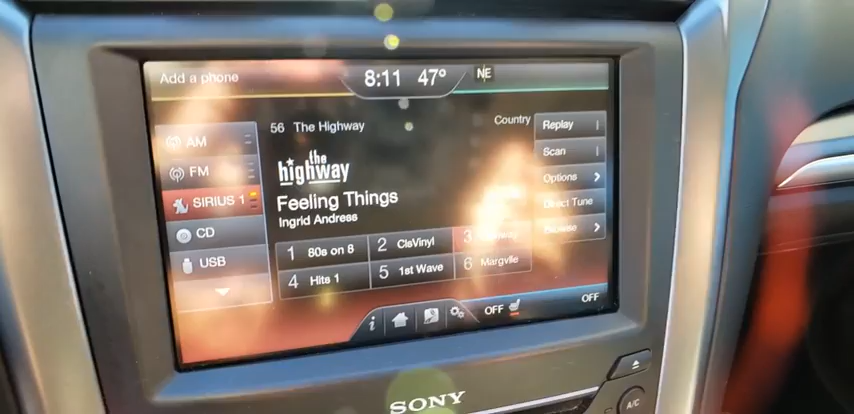 Add a phone
8:11 47° NE
AM
FM
SIRIUS 1
CD
USB
56 The Highway
Country
the
highway
Feeling Things
Ingrid Andress
1 80s on 8
2 ClsVinyl
3
4 Hits 1
5 1st Wave
6 Margvlle
Replay
Scan
Options
Direct Tune
Browse
i
OFF
OFF
SONY
A/C